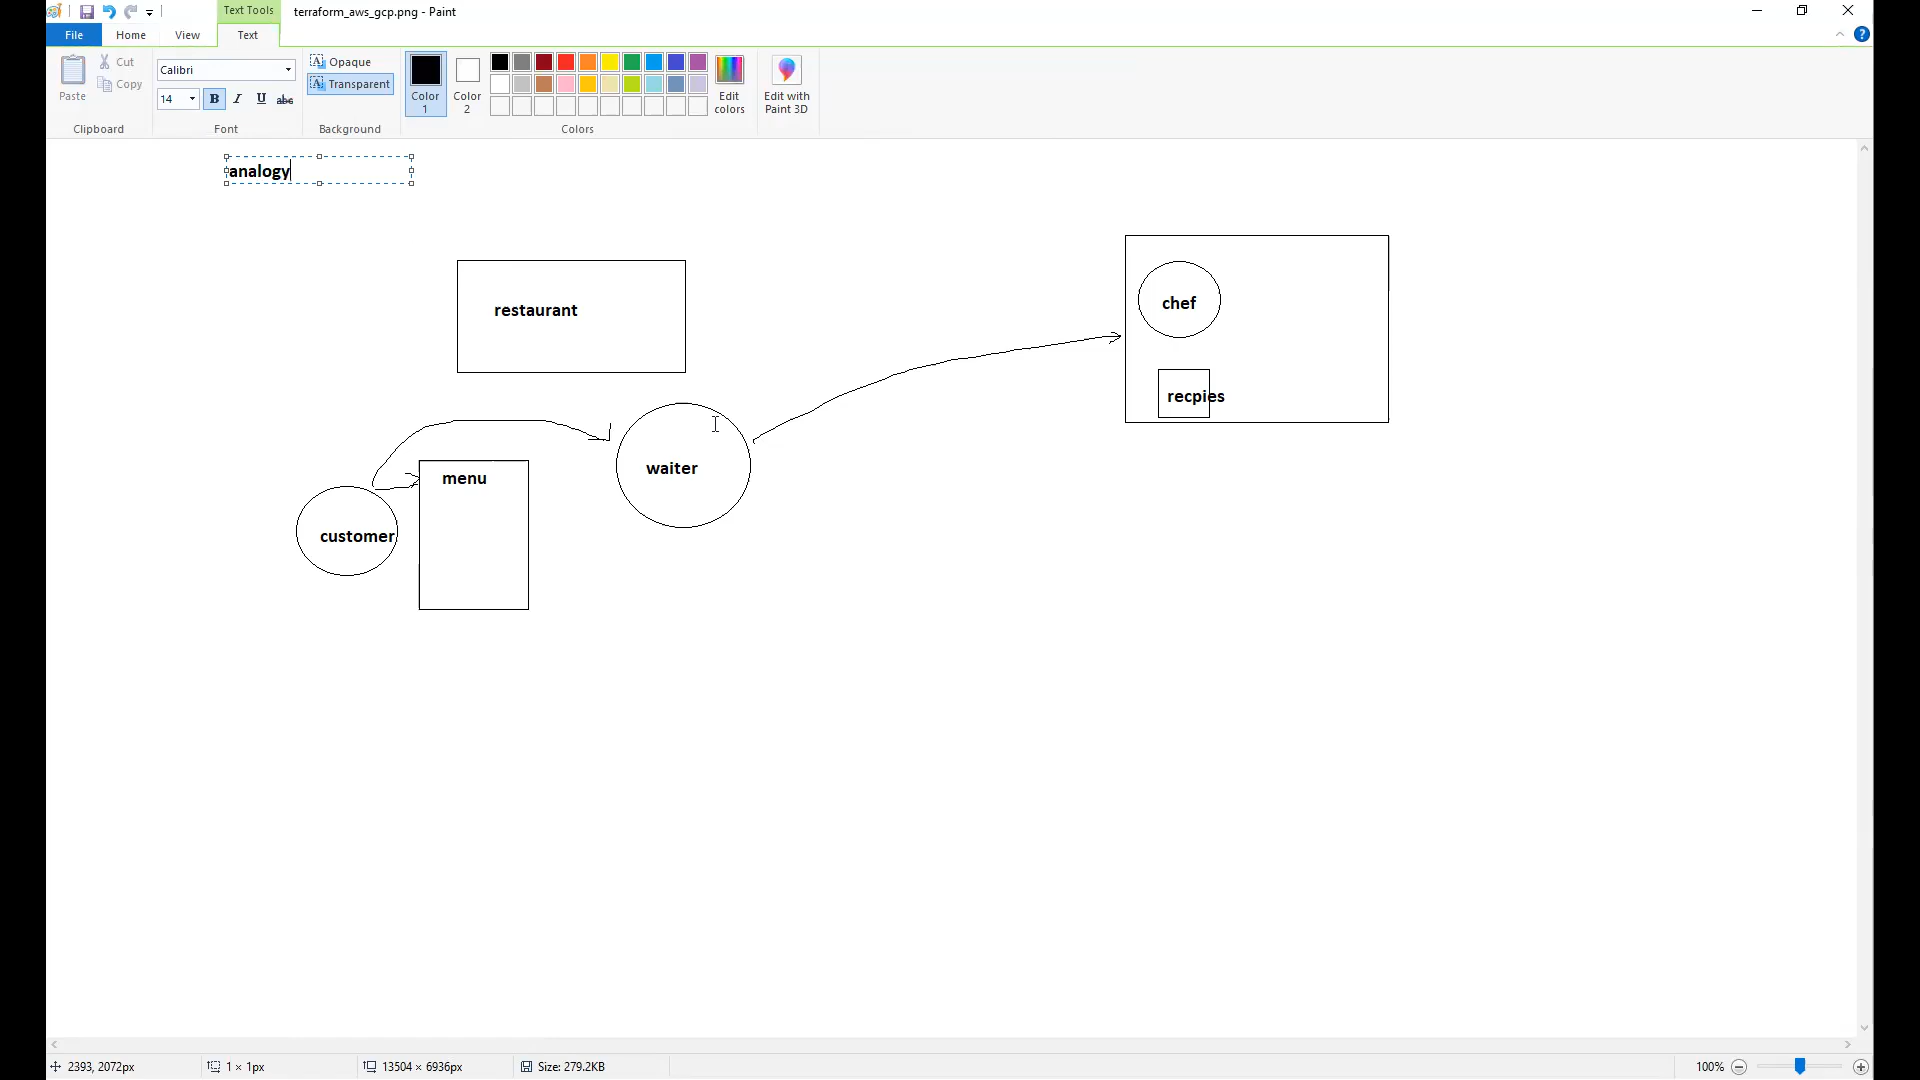 Text Tools
terraform_aws_gcp.png - Paint
File
Home
View
Text
Paste
Cut
Copy
Clipboard
Calibri
14
B
I
U
abc
Font
Opaque
Transparent
Background
Color 1
Color 2
Edit colors
Colors
Edit with Paint 3D
analogy
restaurant
chef
recpies
waiter
menu
customer
2393, 2072px
1 × 1px
13504 × 6936px
Size: 279.2KB
100%